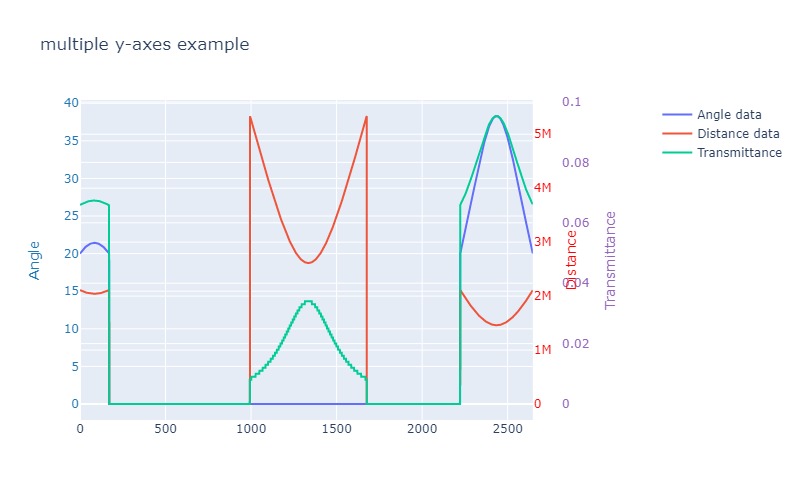 multiple y-axes example
Angle data
Distance data
Transmittance
Angle
40
35
30
25
20
15
10
5
0
5M
4M
3M
2M
1M
0
Distance
0.1
0.08
0.06
0.04
0.02
0
Transmittance
0 500 1000 1500 2000 2500